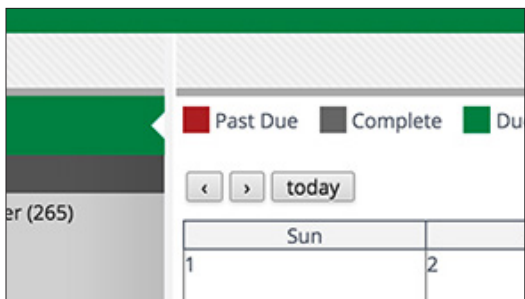 Past Due Complete Du
‹ › today
er (265)
Sun
1 2